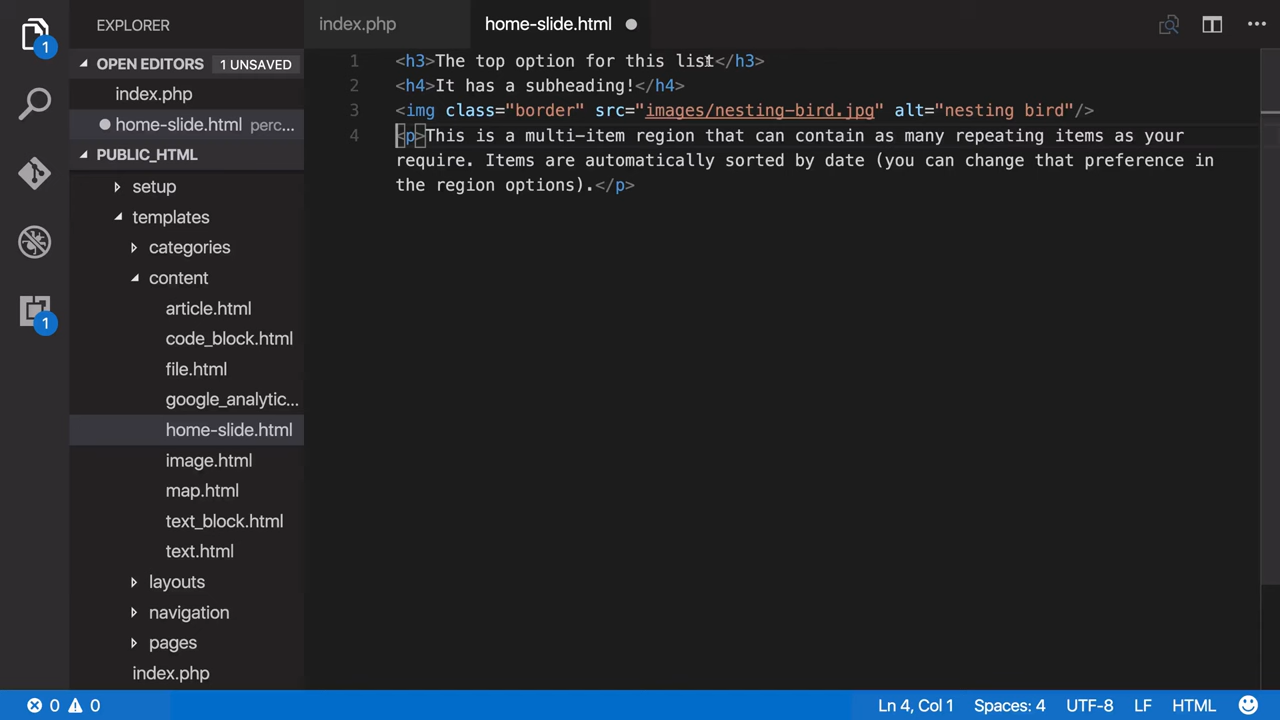 EXPLORER
index.php
home-slide.html
OPEN EDITORS 1 UNSAVED
index.php
home-slide.html perc...
PUBLIC_HTML
setup
templates
categories
content
article.html
code_block.html
file.html
google_analytic...
home-slide.html
image.html
map.html
text_block.html
text.html
layouts
navigation
pages
index.php
1
1
1 <h3>The top option for this list</h3>
2 <h4>It has a subheading!</h4>
3 <img class="border" src="images/nesting-bird.jpg" alt="nesting bird"/>
4 <p>This is a multi-item region that can contain as many repeating items as your
require. Items are automatically sorted by date (you can change that preference in
the region options).</p>
0 0
Ln 4, Col 1 Spaces: 4 UTF-8 LF HTML